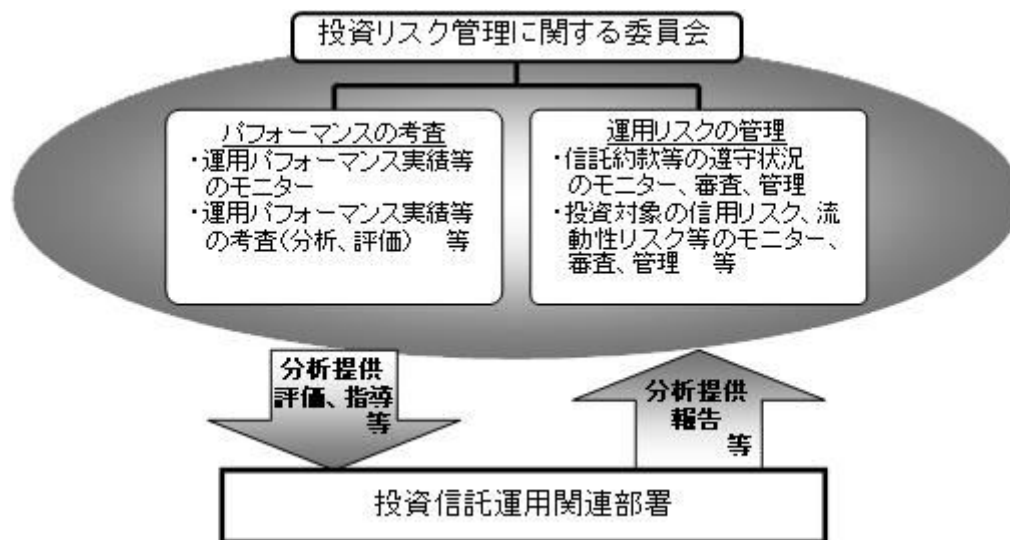 投資リスク管理に関する委員会
パフォーマンスの考査
・運用パフォーマンス実績等
のモニター
・運用パフォーマンス実績等
の考査(分析、評価) 等
運用リスクの管理
・信託約款等の遵守状況
のモニター、審査、管理
・投資対象の信用リスク、流
動性リスク等のモニター、
審査、管理 等
分析提供
評価、指導
等
分析提供
報告
等
投資信託運用関連部署